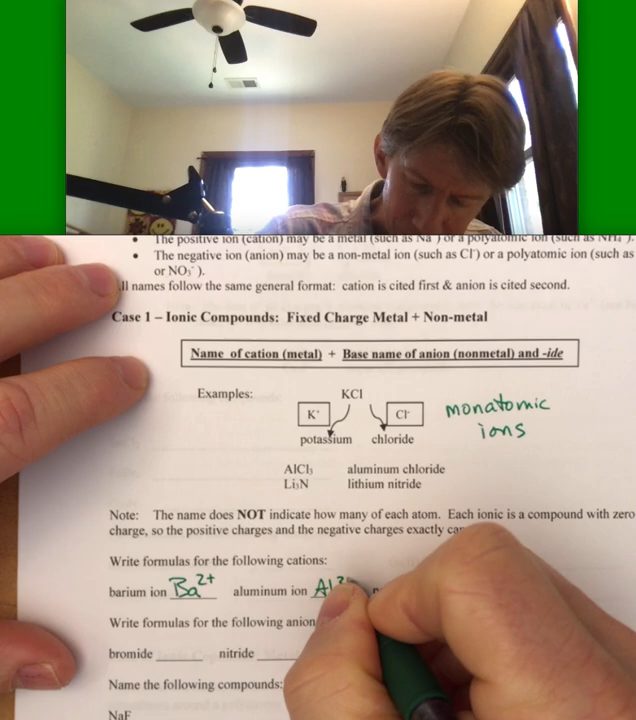 • The positive ion (cation) may be a metal (such as Na⁺) or a polyatomic ion (such as NH₄⁺).
• The negative ion (anion) may be a non-metal ion (such as Cl⁻) or a polyatomic ion (such as
or NO₃⁻).
ll names follow the same general format: cation is cited first & anion is cited second.
Case 1 – Ionic Compounds: Fixed Charge Metal + Non-metal
Name of cation (metal) + Base name of anion (nonmetal) and -ide
Examples: KCl
K⁺ Cl⁻ monatomic
potassium chloride ions
AlCl₃ aluminum chloride
Li₃N lithium nitride
Note: The name does NOT indicate how many of each atom. Each ionic is a compound with zero
charge, so the positive charges and the negative charges exactly
Write formulas for the following cations:
barium ion Ba²⁺ aluminum ion Al
Write formulas for the following anion
bromide ______ nitride ______
Name the following compounds:
NaF